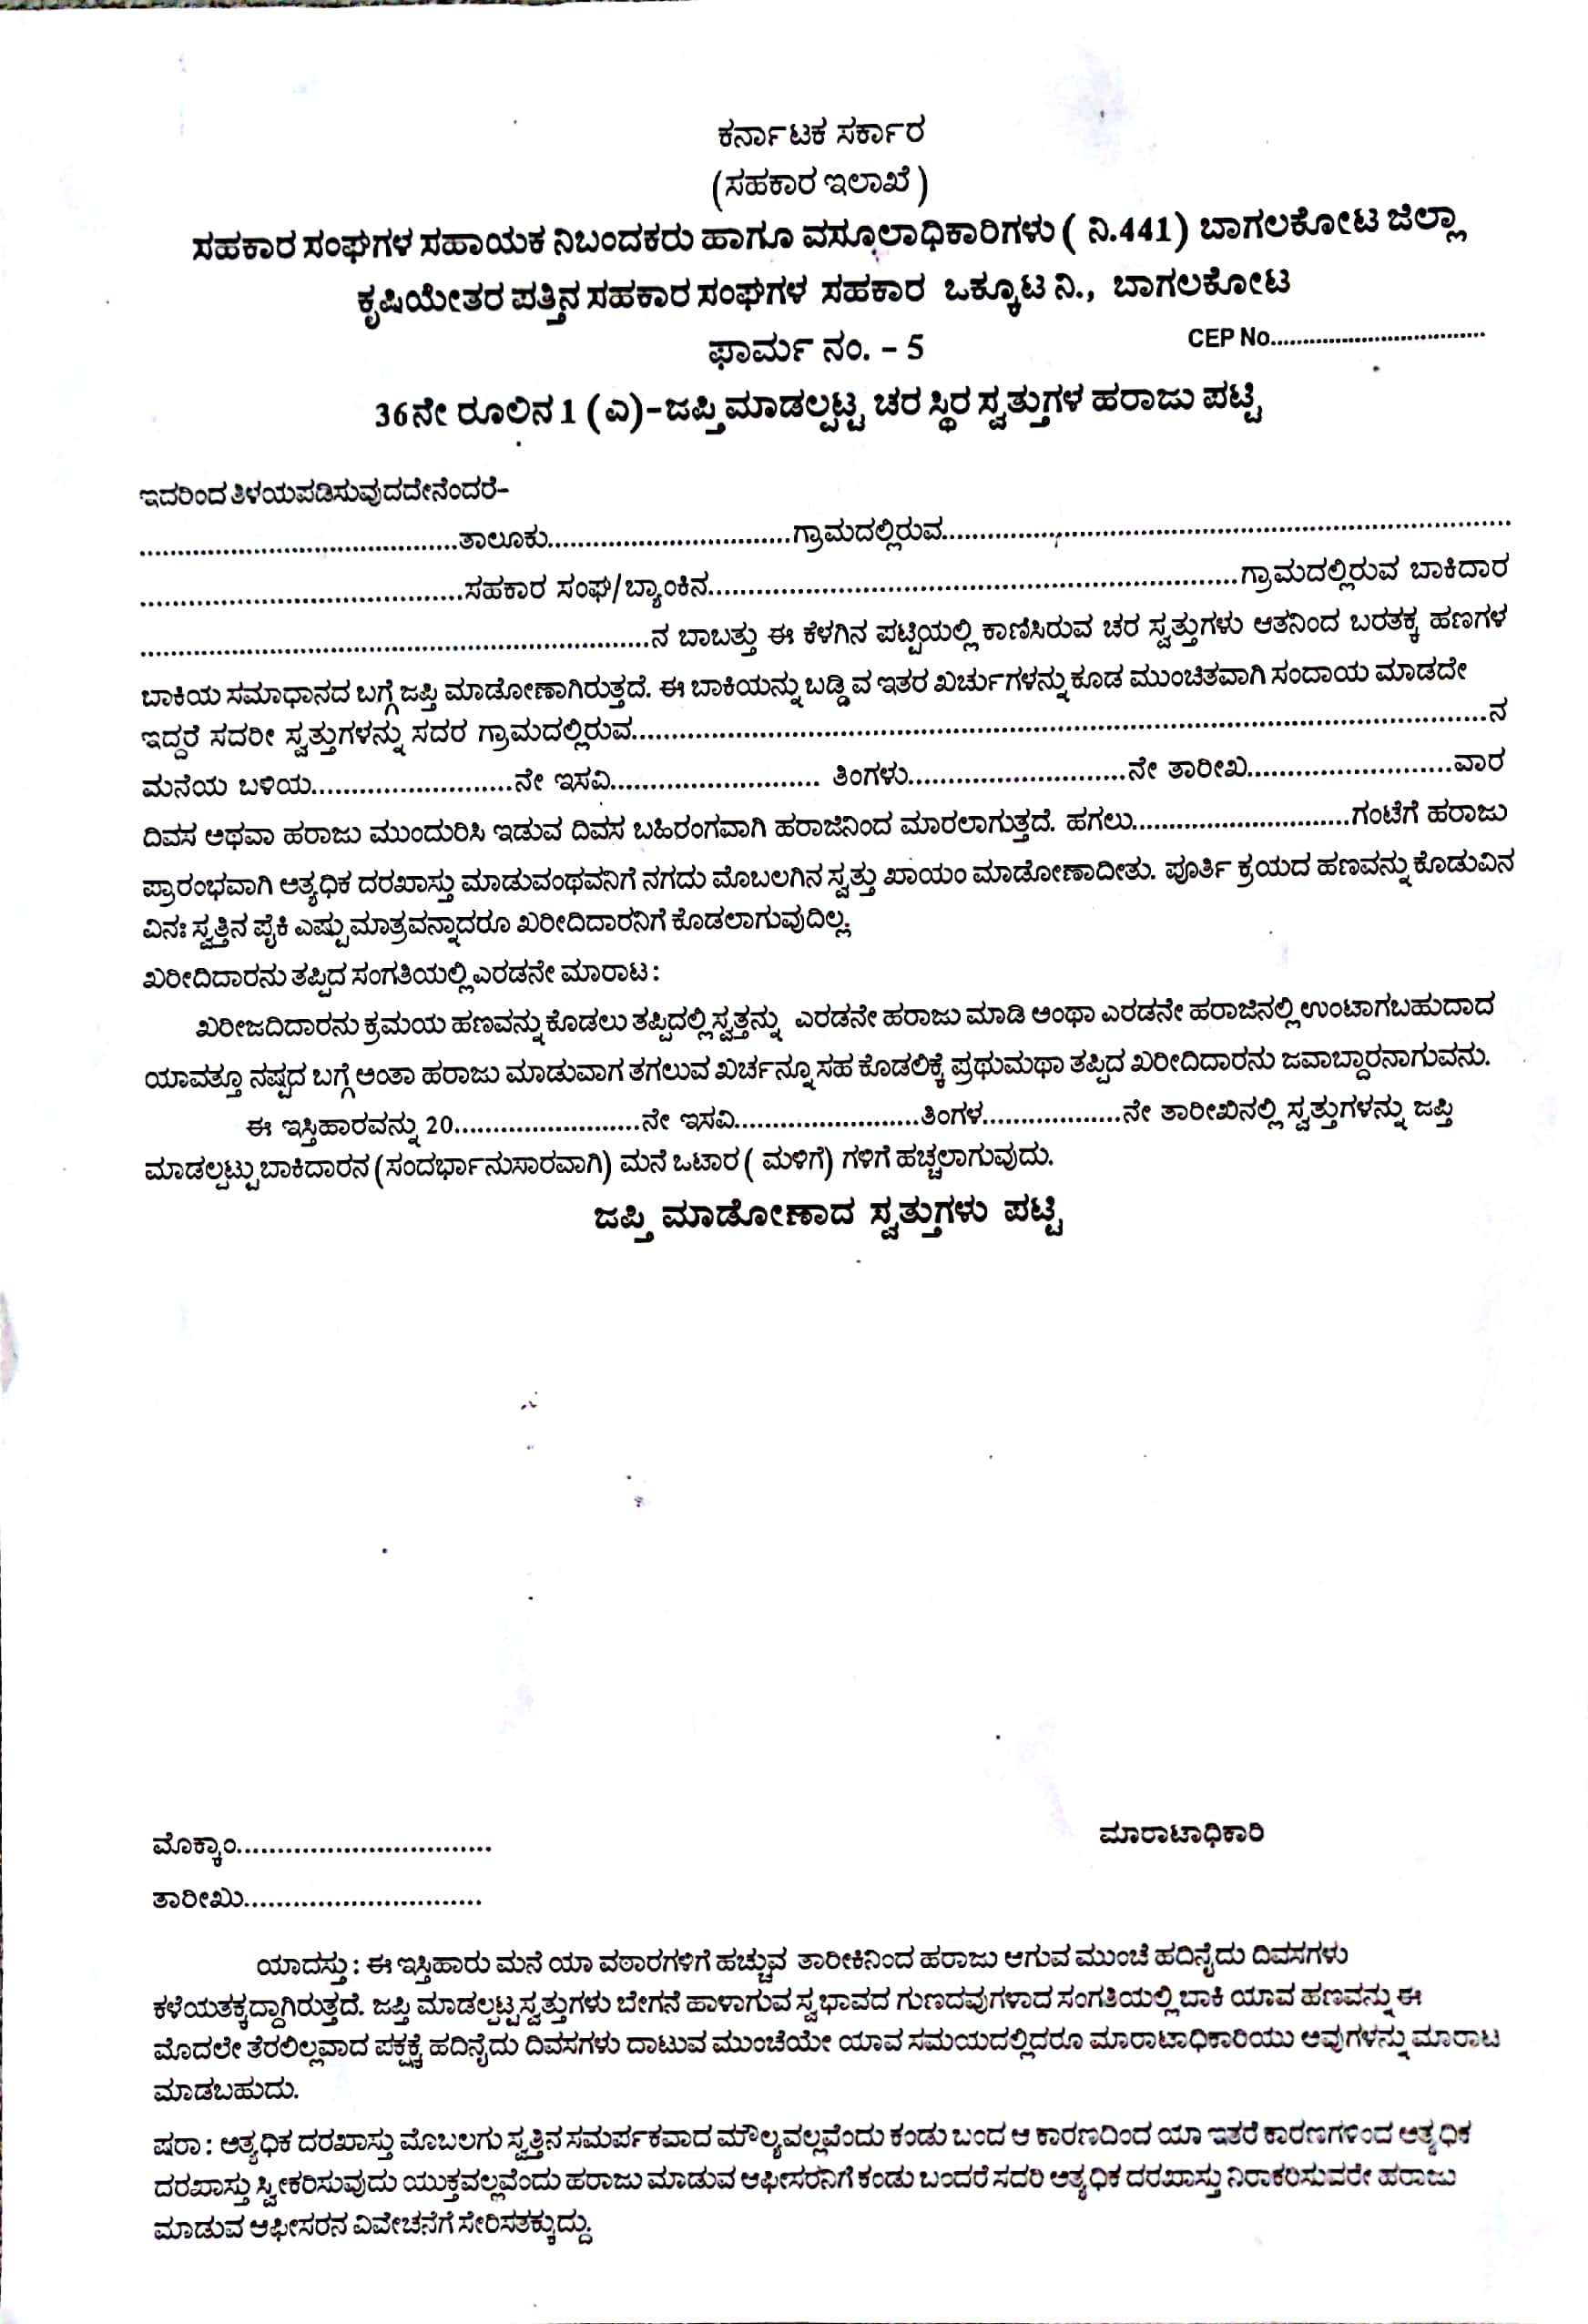 ಕರ್ನಾಟಕ ಸರ್ಕಾರ
(ಸಹಕಾರ ಇಲಾಖೆ )
ಸಹಕಾರ ಸಂಘಗಳ ಸಹಾಯಕ ನಿಬಂದಕರು ಹಾಗೂ ವಸೂಲಾಧಿಕಾರಿಗಳು ( ನಿ.441) ಬಾಗಲಕೋಟ ಜಿಲ್ಲಾ
ಕೃಷಿಯೇತರ ಪತ್ತಿನ ಸಹಕಾರ ಸಂಘಗಳ ಸಹಕಾರ ಒಕ್ಕೂಟ ನಿ., ಬಾಗಲಕೋಟ
ಫಾರ್ಮ ನಂ. – 5
CEP No.................................
36ನೇ ರೂಲಿನ 1 (ಎ)–ಜಪ್ತಿಮಾಡಲ್ಪಟ್ಟ ಚರ ಸ್ಥಿರ ಸ್ವತ್ತುಗಳ ಹರಾಜು ಪಟ್ಟಿ
ಇದರಿಂದ ತಿಳಯಪಡಿಸುವುದದೇನೆಂದರೆ–
.........................................ತಾಲೂಕು................................ಗ್ರಾಮದಲ್ಲಿರುವ..........................................................................
.........................................ಸಹಕಾರ ಸಂಘ/ಬ್ಯಾಂಕಿನ......................................................................ಗ್ರಾಮದಲ್ಲಿರುವ ಬಾಕಿದಾರ
..................................................................ನ ಬಾಬತ್ತು ಈ ಕೆಳಗಿನ ಪಟ್ಟಿಯಲ್ಲಿ ಕಾಣಿಸಿರುವ ಚರ ಸ್ವತ್ತುಗಳು ಆತನಿಂದ ಬರತಕ್ಕ ಹಣಗಳ
ಬಾಕಿಯ ಸಮಾಧಾನದ ಬಗ್ಗೆ ಜಪ್ತಿ ಮಾಡೋಣಾಗಿರುತ್ತದೆ. ಈ ಬಾಕಿಯನ್ನು ಬಡ್ಡಿ ವ ಇತರ ಖರ್ಚುಗಳನ್ನು ಕೂಡ ಮುಂಚಿತವಾಗಿ ಸಂದಾಯ ಮಾಡದೇ
ಇದ್ದರೆ ಸದರೀ ಸ್ವತ್ತುಗಳನ್ನು ಸದರ ಗ್ರಾಮದಲ್ಲಿರುವ..............................................................................................................ನ
ಮನೆಯ ಬಳಿಯ..........................ನೇ ಇಸವಿ........................... ತಿಂಗಳು............................ನೇ ತಾರೀಖ..........................ವಾರ
ದಿವಸ ಅಥವಾ ಹರಾಜು ಮುಂದುರಿಸಿ ಇಡುವ ದಿವಸ ಬಹಿರಂಗವಾಗಿ ಹರಾಜಿನಿಂದ ಮಾರಲಾಗುತ್ತದೆ. ಹಗಲು............................ಗಂಟೆಗೆ ಹರಾಜು
ಪ್ರಾರಂಭವಾಗಿ ಅತ್ಯಧಿಕ ದರಖಾಸ್ತು ಮಾಡುವಂಥವನಿಗೆ ನಗದು ಮೊಬಲಗಿನ ಸ್ವತ್ತು ಖಾಯಂ ಮಾಡೋಣಾದೀತು. ಪೂರ್ತಿ ಕ್ರಯದ ಹಣವನ್ನು ಕೊಡುವಿನ
ವಿನಃ ಸ್ವತ್ತಿನ ಪೈಕಿ ಎಷ್ಟುಮಾತ್ರವನ್ನಾದರೂ ಖರೀದಿದಾರನಿಗೆ ಕೊಡಲಾಗುವುದಿಲ್ಲ.
ಖರೀದಿದಾರನು ತಪ್ಪಿದ ಸಂಗತಿಯಲ್ಲಿ ಎರಡನೇ ಮಾರಾಟ :
ಖರೀಜದಿದಾರನು ಕ್ರಮಯ ಹಣವನ್ನು ಕೊಡಲು ತಪ್ಪಿದಲ್ಲಿ ಸ್ವತ್ತನ್ನು ಎರಡನೇ ಹರಾಜು ಮಾಡಿ ಅಂಥಾ ಎರಡನೇ ಹರಾಜಿನಲ್ಲಿ ಉಂಟಾಗಬಹುದಾದ
ಯಾವತ್ತೂ ನಷ್ಟದ ಬಗ್ಗೆ ಅಂತಾ ಹರಾಜು ಮಾಡುವಾಗ ತಗಲುವ ಖರ್ಚನ್ನೂ ಸಹ ಕೊಡಲಿಕ್ಕೆ ಪ್ರಥುಮಥಾ ತಪ್ಪಿದ ಖರೀದಿದಾರನು ಜವಾಬ್ದಾರನಾಗುವನು.
ಈ ಇಸ್ತಿಹಾರವನ್ನು 20........................ನೇ ಇಸವಿ........................ತಿಂಗಳ..................ನೇ ತಾರೀಖಿನಲ್ಲಿ ಸ್ವತ್ತುಗಳನ್ನು ಜಪ್ತಿ
ಮಾಡಲ್ಪಟ್ಟು ಬಾಕಿದಾರನ (ಸಂದರ್ಭಾನುಸಾರವಾಗಿ) ಮನೆ ಒಟಾರ ( ಮಳಿಗೆ) ಗಳಿಗೆ ಹಚ್ಚಲಾಗುವುದು.
ಜಪ್ತಿ ಮಾಡೋಣಾದ ಸ್ವತ್ತುಗಳು ಪಟ್ಟಿ
ಮೊಕ್ಕಾಂ...............................
ಮಾರಾಟಾಧಿಕಾರಿ
ತಾರೀಖು.............................
ಯಾದಸ್ತು : ಈ ಇಸ್ತಿಹಾರು ಮನೆ ಯಾ ವಠಾರಗಳಿಗೆ ಹಚ್ಚುವ ತಾರೀಕಿನಿಂದ ಹರಾಜು ಆಗುವ ಮುಂಚೆ ಹದಿನೈದು ದಿವಸಗಳು
ಕಳೆಯತಕ್ಕದ್ದಾಗಿರುತ್ತದೆ. ಜಪ್ತಿ ಮಾಡಲ್ಪಟ್ಟ ಸ್ವತ್ತುಗಳು ಬೇಗನೆ ಹಾಳಾಗುವ ಸ್ವಭಾವದ ಗುಣದವುಗಳಾದ ಸಂಗತಿಯಲ್ಲಿ ಬಾಕಿ ಯಾವ ಹಣವನ್ನು ಈ
ಮೊದಲೇ ತೆರಲಿಲ್ಲವಾದ ಪಕ್ಷಕ್ಕೆ ಹದಿನೈದು ದಿವಸಗಳು ದಾಟುವ ಮುಂಚೆಯೇ ಯಾವ ಸಮಯದಲ್ಲಿದರೂ ಮಾರಾಟಾಧಿಕಾರಿಯು ಅವುಗಳನ್ನು ಮಾರಾಟ
ಮಾಡಬಹುದು.
ಷರಾ : ಅತ್ಯಧಿಕ ದರಖಾಸ್ತು ಮೊಬಲಗು ಸ್ವತ್ತಿನ ಸಮರ್ಪಕವಾದ ಮೌಲ್ಯವಲ್ಲವೆಂದು ಕಂಡು ಬಂದ ಆ ಕಾರಣದಿಂದ ಯಾ ಇತರೆ ಕಾರಣಗಳಿಂದ ಅತ್ಯಧಿಕ
ದರಖಾಸ್ತು ಸ್ವೀಕರಿಸುವುದು ಯುಕ್ತವಲ್ಲವೆಂದು ಹರಾಜು ಮಾಡುವ ಆಫೀಸರನಿಗೆ ಕಂಡು ಬಂದರೆ ಸದರಿ ಅತ್ಯಧಿಕ ದರಖಾಸ್ತು ನಿರಾಕರಿಸುವರೇ ಹರಾಜು
ಮಾಡುವ ಆಫೀಸರನ ವಿವೇಚನೆಗೆ ಸೇರಿಸತಕ್ಕುದ್ದು.